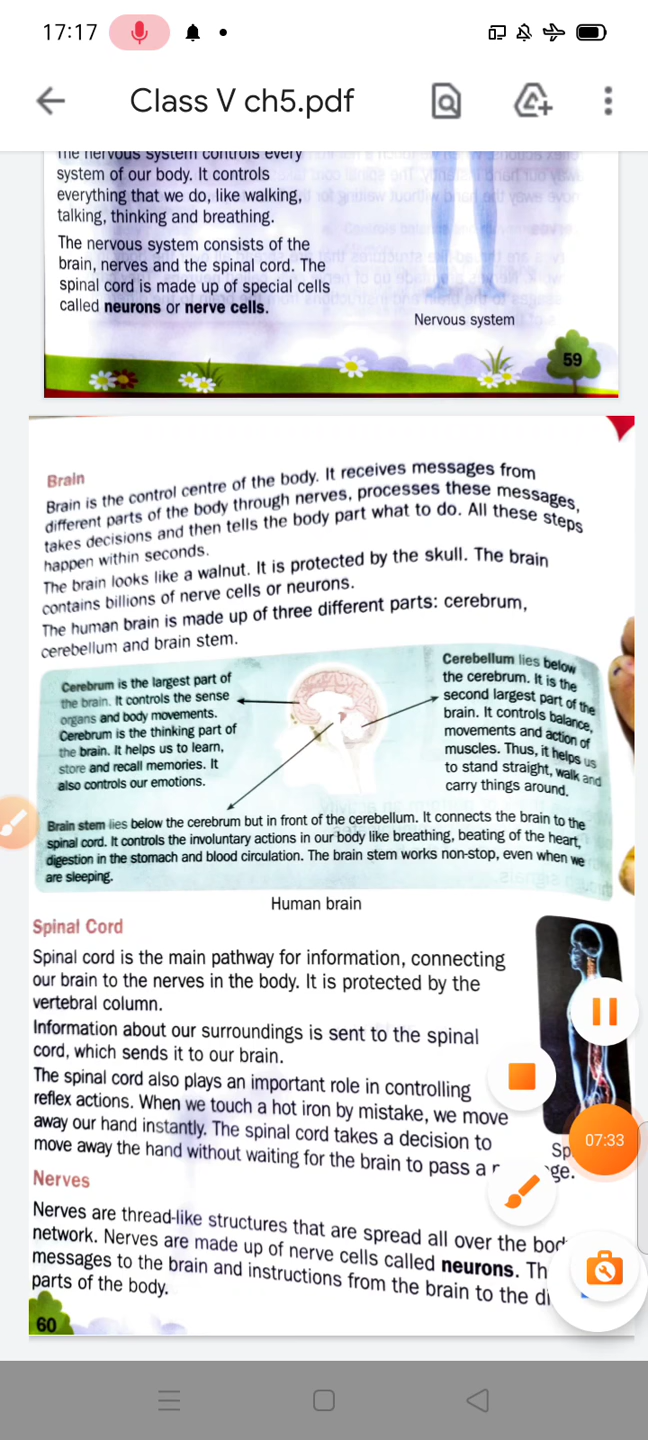 17:17
Class V ch5.pdf
The nervous system controls every
system of our body. It controls
everything that we do, like walking,
talking, thinking and breathing.
The nervous system consists of the
brain, nerves and the spinal cord. The
spinal cord is made up of special cells
called neurons or nerve cells.
Nervous system
59
Brain
Brain is the control centre of the body. It receives messages from
different parts of the body through nerves, processes these messages,
takes decisions and then tells the body part what to do. All these steps
happen within seconds.
The brain looks like a walnut. It is protected by the skull. The brain
contains billions of nerve cells or neurons.
The human brain is made up of three different parts: cerebrum,
cerebellum and brain stem.
Cerebrum is the largest part of
the brain. It controls the sense
organs and body movements.
Cerebrum is the thinking part of
the brain. It helps us to learn,
store and recall memories. It
also controls our emotions.
Cerebellum lies below
the cerebrum. It is the
second largest part of the
brain. It controls balance,
movements and action of
muscles. Thus, it helps us
to stand straight, walk and
carry things around.
Brain stem lies below the cerebrum but in front of the cerebellum. It connects the brain to the
spinal cord. It controls the involuntary actions in our body like breathing, beating of the heart,
digestion in the stomach and blood circulation. The brain stem works non-stop, even when we
are sleeping.
Human brain
Spinal Cord
Spinal cord is the main pathway for information, connecting
our brain to the nerves in the body. It is protected by the
vertebral column.
Information about our surroundings is sent to the spinal
cord, which sends it to our brain.
The spinal cord also plays an important role in controlling
reflex actions. When we touch a hot iron by mistake, we move
away our hand instantly. The spinal cord takes a decision to
move away the hand without waiting for the brain to pass a
Sp
07:33
Nerves
Nerves are thread-like structures that are spread all over the
network. Nerves are made up of nerve cells called neurons.
messages to the brain and instructions from the brain to the
parts of the body.
60